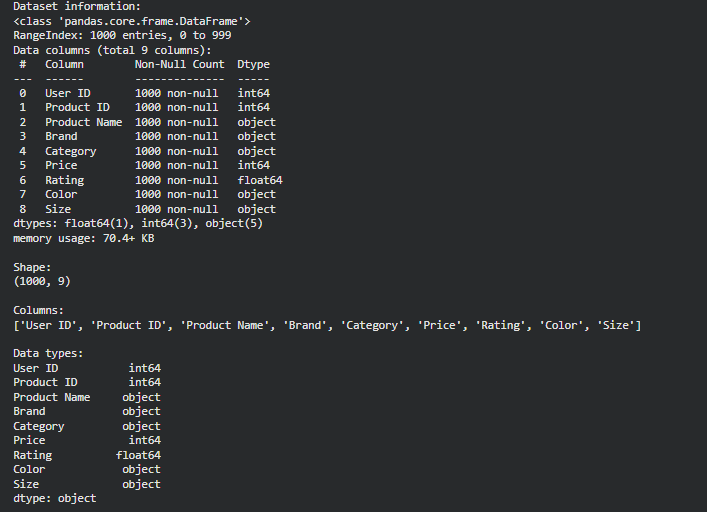 Dataset information:
<class 'pandas.core.frame.DataFrame'>
RangeIndex: 1000 entries, 0 to 999
Data columns (total 9 columns):
 #   Column        Non-Null Count  Dtype
---  ------        --------------  -----
 0   User ID       1000 non-null   int64
 1   Product ID    1000 non-null   int64
 2   Product Name  1000 non-null   object
 3   Brand         1000 non-null   object
 4   Category      1000 non-null   object
 5   Price         1000 non-null   int64
 6   Rating        1000 non-null   float64
 7   Color         1000 non-null   object
 8   Size          1000 non-null   object
dtypes: float64(1), int64(3), object(5)
memory usage: 70.4+ KB
Shape:
(1000, 9)
Columns:
['User ID', 'Product ID', 'Product Name', 'Brand', 'Category', 'Price', 'Rating', 'Color', 'Size']
Data types:
User ID           int64
Product ID        int64
Product Name     object
Brand            object
Category         object
Price             int64
Rating          float64
Color            object
Size             object
dtype: object